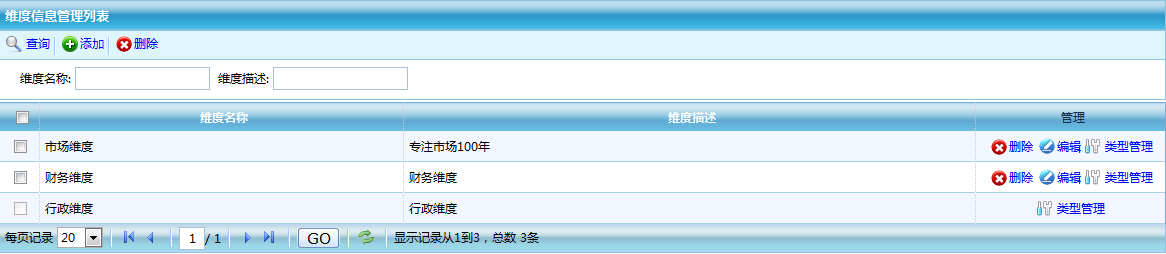 维度信息管理列表
查询 添加 删除
维度名称: 维度描述:
维度名称 维度描述 管理
市场维度 专注市场100年 删除 编辑 类型管理
财务维度 财务维度 删除 编辑 类型管理
行政维度 行政维度 类型管理
每页记录 20 1 / 1 GO 显示记录从1到3，总数 3条